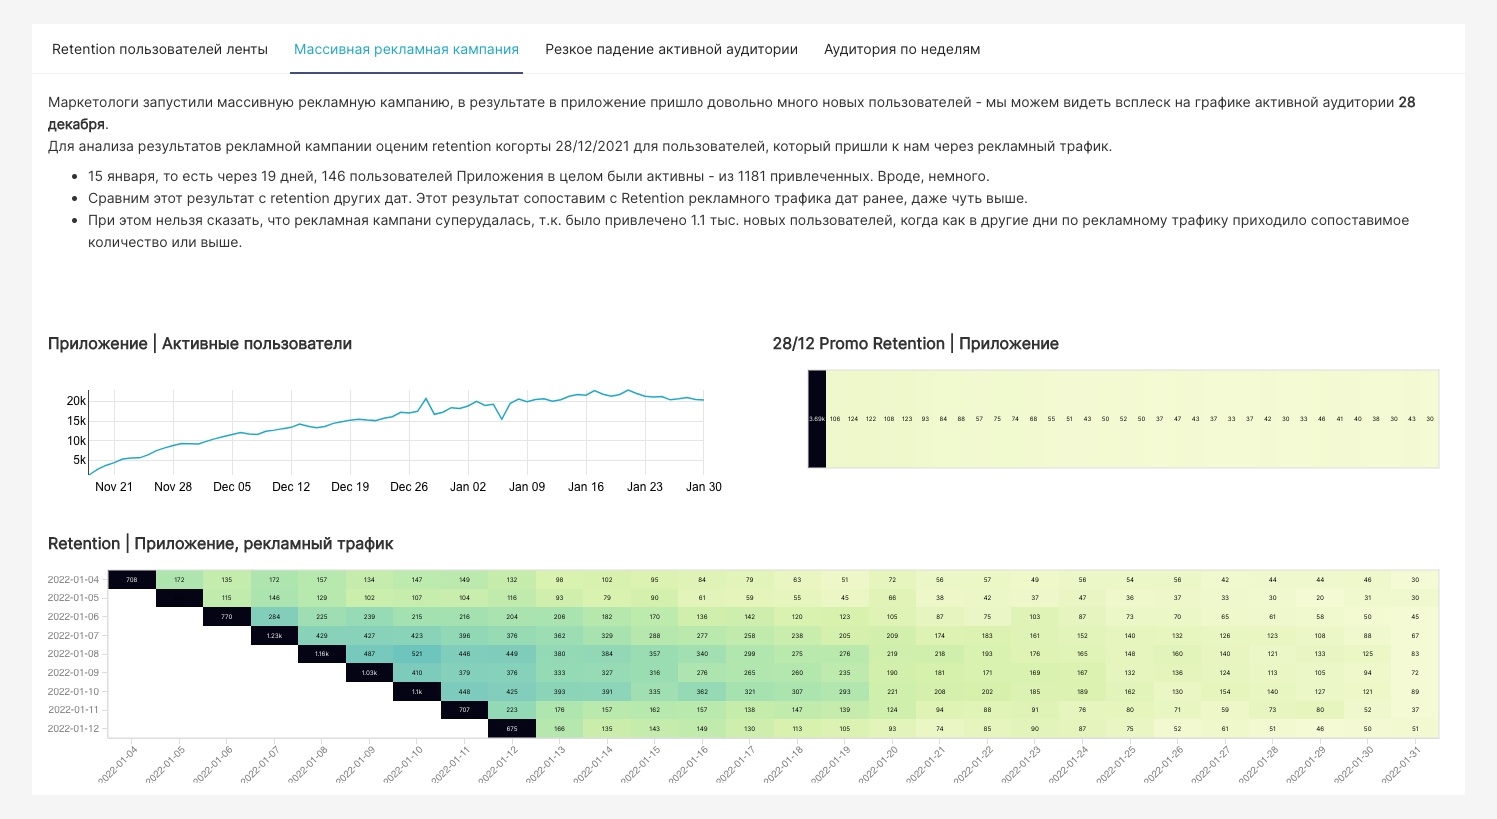 Retention пользователей ленты Массивная рекламная кампания Резкое падение активной аудитории Аудитория по неделям
Маркетологи запустили массивную рекламную кампанию, в результате в приложение пришло довольно много новых пользователей - мы можем видеть всплеск на графике активной аудитории 28
декабря.
Для анализа результатов рекламной кампании оценим retention когорты 28/12/2021 для пользователей, который пришли к нам через рекламный трафик.
• 15 января, то есть через 19 дней, 146 пользователей Приложения в целом были активны - из 1181 привлеченных. Вроде, немного.
• Сравним этот результат с retention других дат. Этот результат сопоставим с Retention рекламного трафика дат ранее, даже чуть выше.
• При этом нельзя сказать, что рекламная кампани суперудалась, т.к. было привлечено 1.1 тыс. новых пользователей, когда как в другие дни по рекламному трафику приходило сопоставимое
количество или выше.
Приложение | Активные пользователи
20k
15k
10k
5k
Nov 21 Nov 28 Dec 05 Dec 12 Dec 19 Dec 26 Jan 02 Jan 09 Jan 16 Jan 23 Jan 30
28/12 Promo Retention | Приложение
3.69k 106 124 122 108 123 93 84 88 57 75 74 68 55 51 43 50 52 50 37 47 43 37 33 37 42 30 33 46 41 40 38 30 43 30
Retention | Приложение, рекламный трафик
2022-01-04 708 172 135 172 157 134 147 149 132 98 102 95 84 79 63 51 72 56 57 49 56 54 56 42 44 44 46 30
2022-01-05 115 146 129 102 107 104 116 93 79 90 61 59 55 45 66 38 42 37 47 36 37 33 30 20 31 30
2022-01-06 770 284 225 239 215 216 204 206 182 170 136 142 120 123 105 87 75 103 87 73 70 65 61 58 50 45
2022-01-07 1.23k 429 427 423 396 376 362 329 288 277 258 238 205 209 174 183 161 152 140 132 126 123 108 88 67
2022-01-08 1.16k 487 521 446 449 380 384 357 340 299 275 276 219 218 193 176 165 148 160 140 121 133 125 83
2022-01-09 1.03k 410 379 376 333 327 316 276 265 260 235 190 181 171 169 167 132 136 124 113 105 94 72
2022-01-10 1.1k 448 425 393 391 335 362 321 307 293 221 208 202 185 189 162 130 154 140 127 121 89
2022-01-11 707 223 176 157 162 157 138 147 139 124 94 88 91 76 80 71 59 73 80 52 37
2022-01-12 675 166 135 143 149 130 113 105 93 74 85 90 87 75 52 61 51 46 50 51
2022-01-04 2022-01-05 2022-01-06 2022-01-07 2022-01-08 2022-01-09 2022-01-10 2022-01-11 2022-01-12 2022-01-13 2022-01-14 2022-01-15 2022-01-16 2022-01-17 2022-01-18 2022-01-19 2022-01-20 2022-01-21 2022-01-22 2022-01-23 2022-01-24 2022-01-25 2022-01-26 2022-01-27 2022-01-28 2022-01-29 2022-01-30 2022-01-31